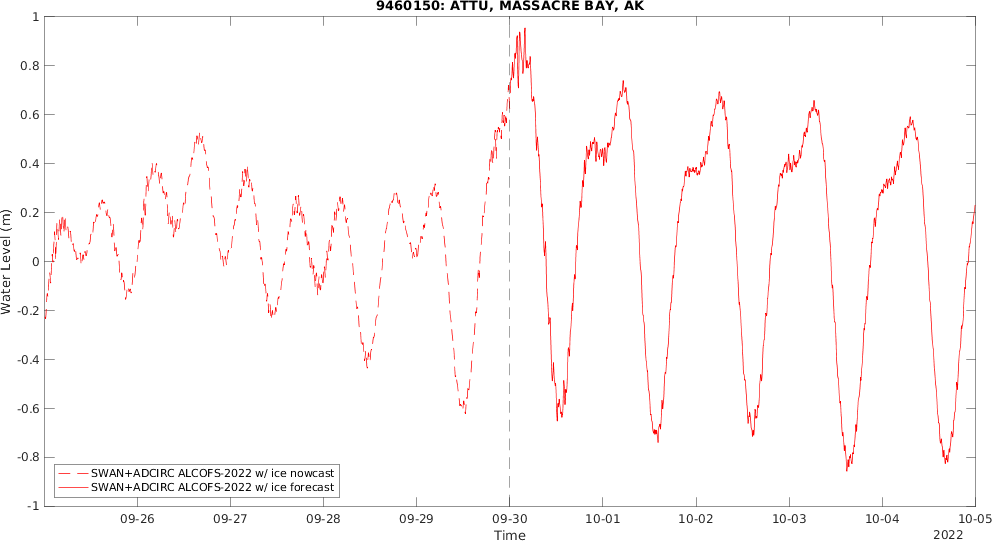 9460150: ATTU, MASSACRE BAY, AK
1
0.8
0.6
0.4
0.2
0
-0.2
-0.4
-0.6
-0.8
-1
Water Level (m)
SWAN+ADCIRC ALCOFS-2022 w/ ice nowcast
SWAN+ADCIRC ALCOFS-2022 w/ ice forecast
09-26 09-27 09-28 09-29 09-30 10-01 10-02 10-03 10-04 10-05
Time
2022